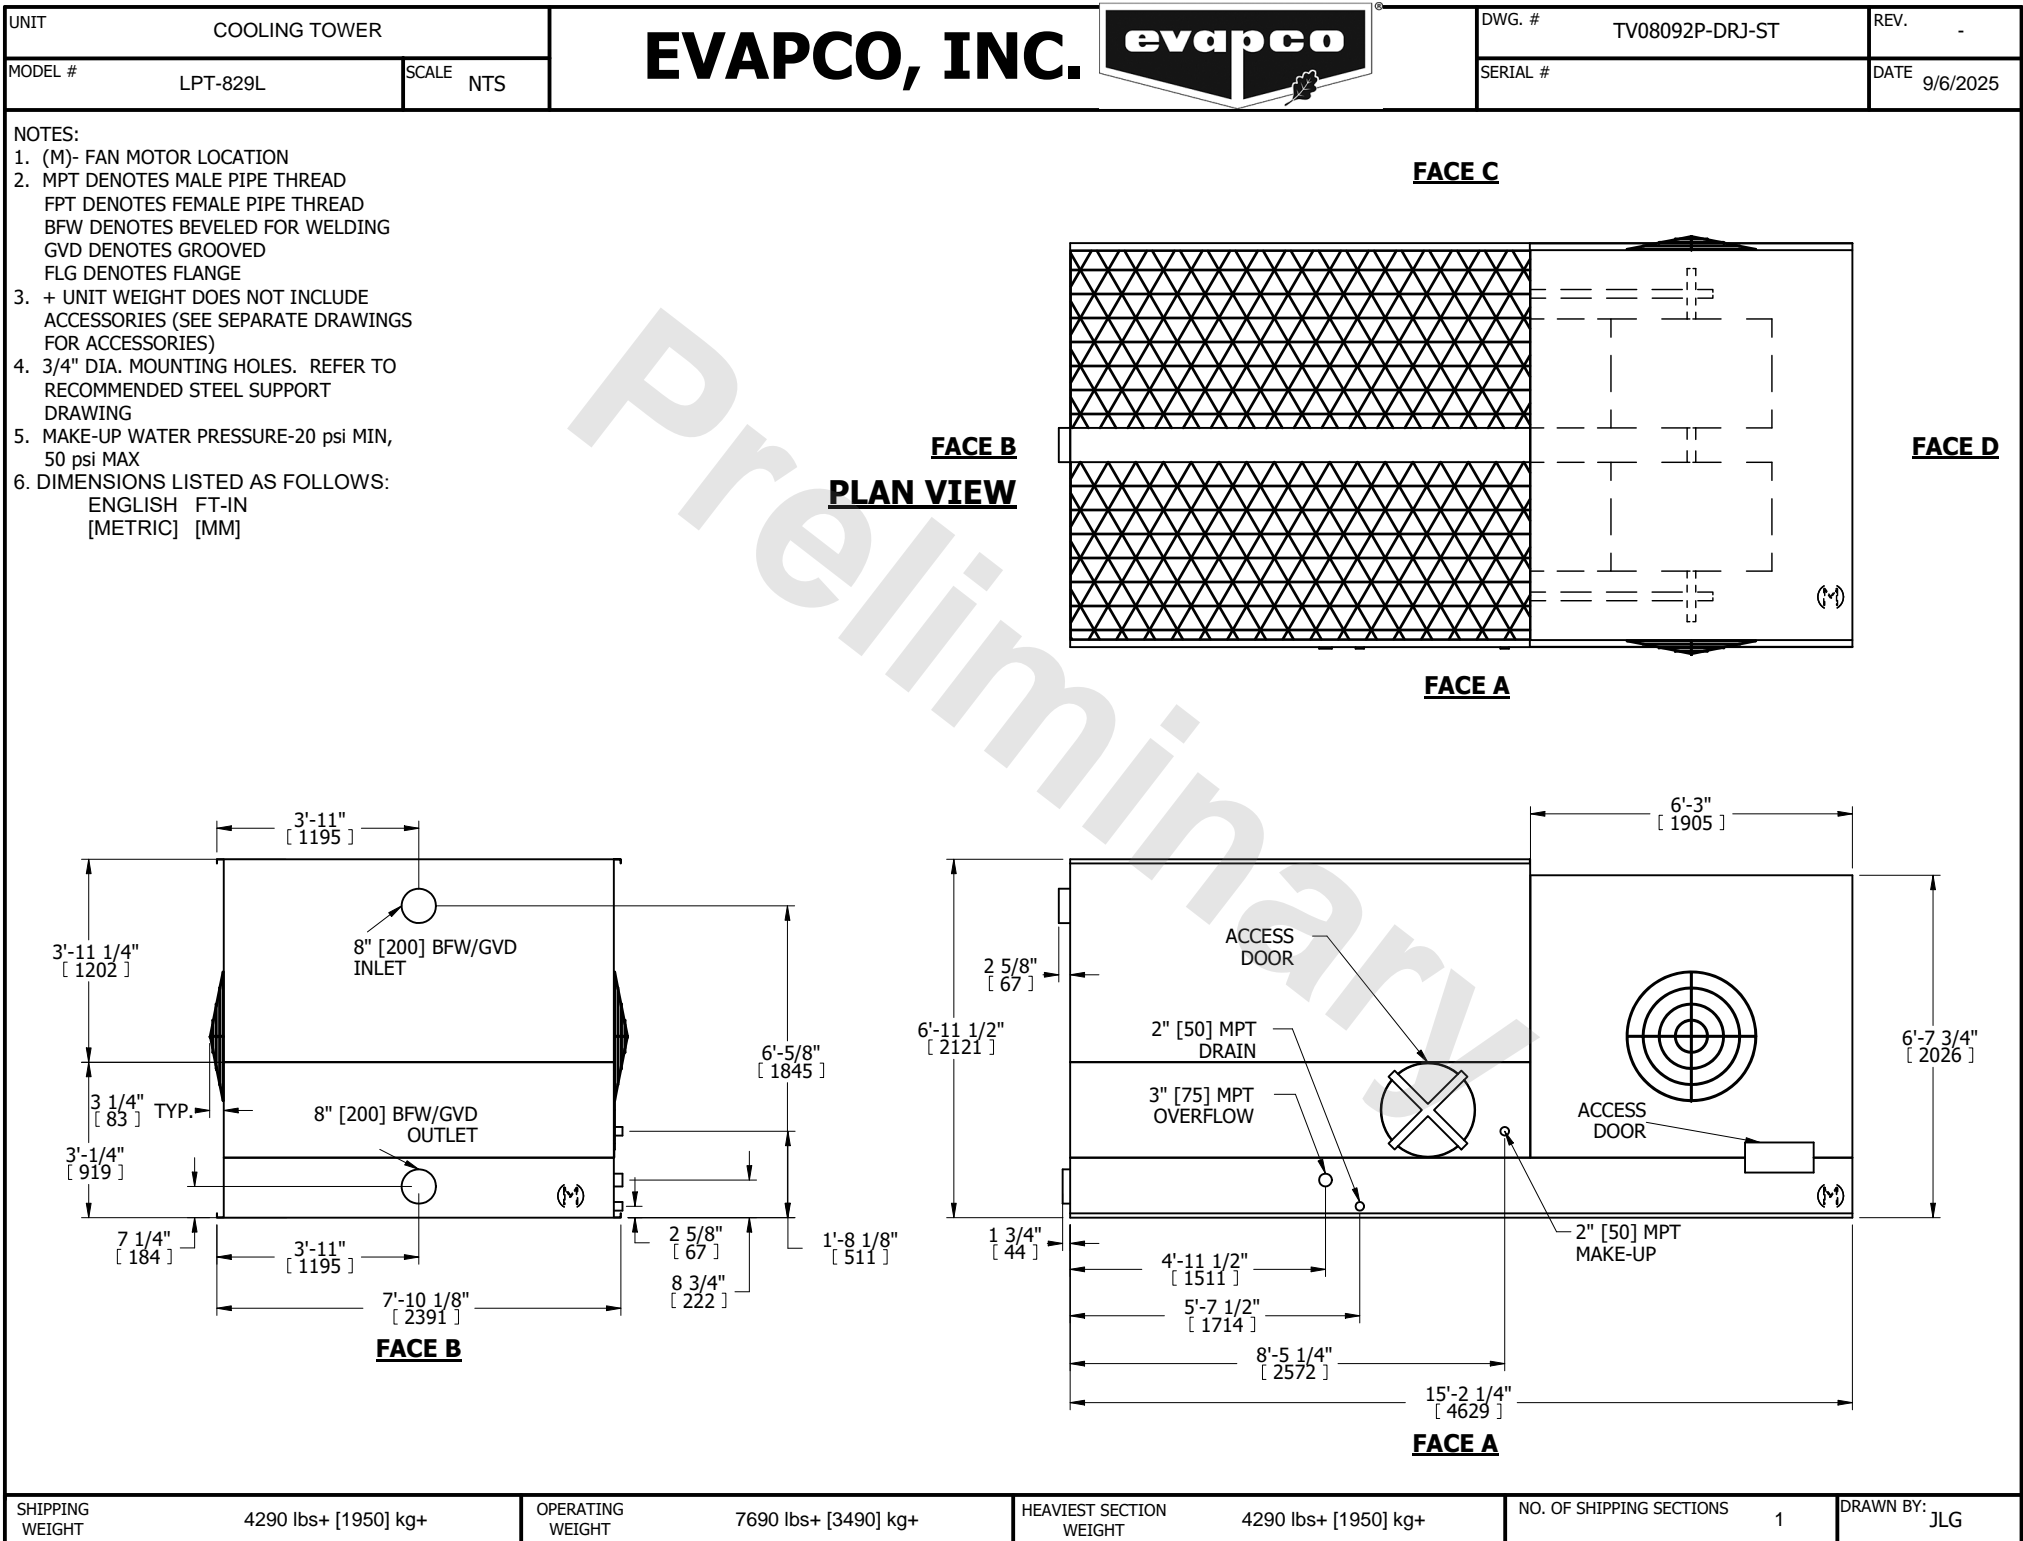 UNIT
COOLING TOWER
MODEL #
LPT-829L
SCALE
NTS
EVAPCO, INC.
evapco
®
DWG. #
TV08092P-DRJ-ST
REV.
-
SERIAL #
DATE
9/6/2025
NOTES:
1. (M)- FAN MOTOR LOCATION
2. MPT DENOTES MALE PIPE THREAD
FPT DENOTES FEMALE PIPE THREAD
BFW DENOTES BEVELED FOR WELDING
GVD DENOTES GROOVED
FLG DENOTES FLANGE
3. + UNIT WEIGHT DOES NOT INCLUDE
ACCESSORIES (SEE SEPARATE DRAWINGS
FOR ACCESSORIES)
4. 3/4" DIA. MOUNTING HOLES. REFER TO
RECOMMENDED STEEL SUPPORT
DRAWING
5. MAKE-UP WATER PRESSURE-20 psi MIN,
50 psi MAX
6. DIMENSIONS LISTED AS FOLLOWS:
ENGLISH FT-IN
[METRIC] [MM]
Preliminary
FACE C
FACE B
PLAN VIEW
FACE D
(M)
FACE A
3'-11"
[ 1195 ]
3'-11 1/4"
[ 1202 ]
8" [200] BFW/GVD
INLET
6'-5/8"
[ 1845 ]
3 1/4"
[ 83 ]
TYP.
8" [200] BFW/GVD
OUTLET
3'-1/4"
[ 919 ]
(M)
7 1/4"
[ 184 ]
3'-11"
[ 1195 ]
2 5/8"
[ 67 ]
1'-8 1/8"
[ 511 ]
8 3/4"
[ 222 ]
7'-10 1/8"
[ 2391 ]
FACE B
6'-3"
[ 1905 ]
2 5/8"
[ 67 ]
ACCESS
DOOR
6'-11 1/2"
[ 2121 ]
2" [50] MPT
DRAIN
6'-7 3/4"
[ 2026 ]
3" [75] MPT
OVERFLOW
ACCESS
DOOR
(M)
1 3/4"
[ 44 ]
2" [50] MPT
MAKE-UP
4'-11 1/2"
[ 1511 ]
5'-7 1/2"
[ 1714 ]
8'-5 1/4"
[ 2572 ]
15'-2 1/4"
[ 4629 ]
FACE A
SHIPPING
WEIGHT
4290 lbs+ [1950] kg+
OPERATING
WEIGHT
7690 lbs+ [3490] kg+
HEAVIEST SECTION
WEIGHT
4290 lbs+ [1950] kg+
NO. OF SHIPPING SECTIONS
1
DRAWN BY:
JLG